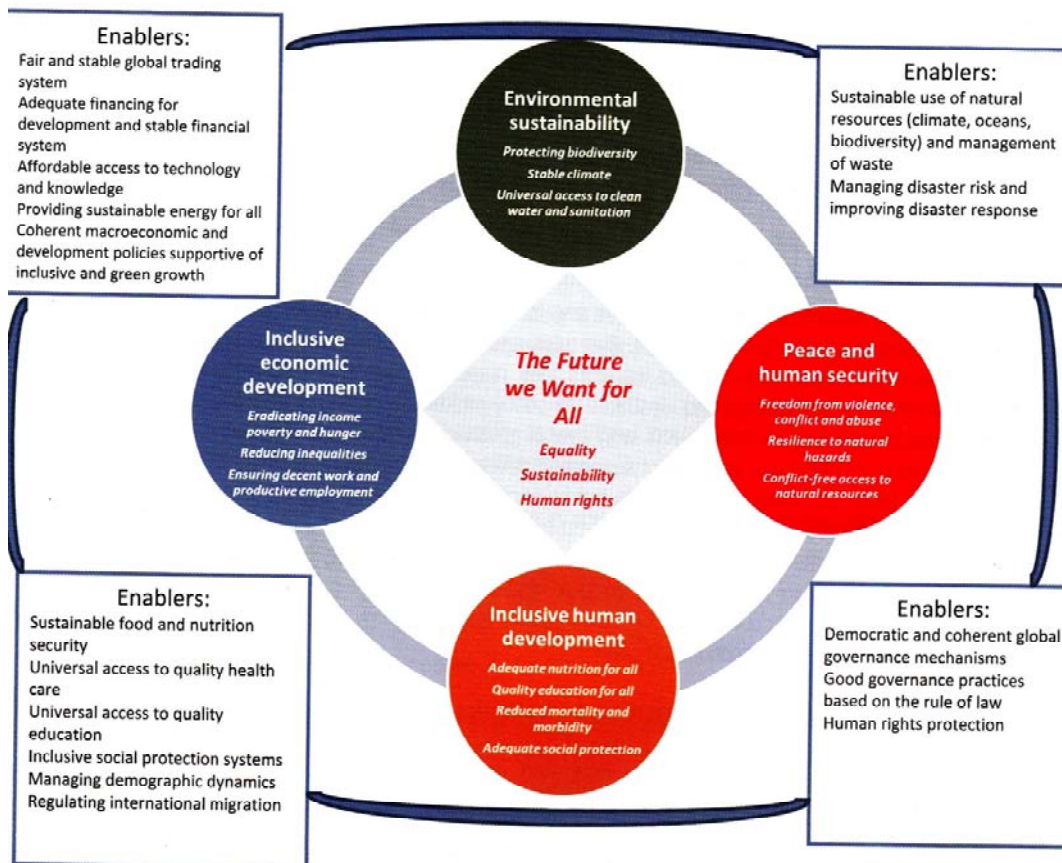 Enablers:
Fair and stable global trading
system
Adequate financing for
development and stable financial
system
Affordable access to technology
and knowledge
Providing sustainable energy for all
Coherent macroeconomic and
development policies supportive of
inclusive and green growth
Environmental
sustainability
Protecting biodiversity
Stable climate
Universal access to clean
water and sanitation
Enablers:
Sustainable use of natural
resources (climate, oceans,
biodiversity) and management
of waste
Managing disaster risk and
improving disaster response
Inclusive
economic
development
Eradicating income
poverty and hunger
Reducing inequalities
Ensuring decent work and
productive employment
The Future
we Want for
All
Equality
Sustainability
Human rights
Peace and
human security
Freedom from violence,
conflict and abuse
Resilience to natural
hazards
Conflict-free access to
natural resources
Enablers:
Sustainable food and nutrition
security
Universal access to quality health
care
Universal access to quality
education
Inclusive social protection systems
Managing demographic dynamics
Regulating international migration
Inclusive human
development
Adequate nutrition for all
Quality education for all
Reduced mortality and
morbidity
Adequate social protection
Enablers:
Democratic and coherent global
governance mechanisms
Good governance practices
based on the rule of law
Human rights protection